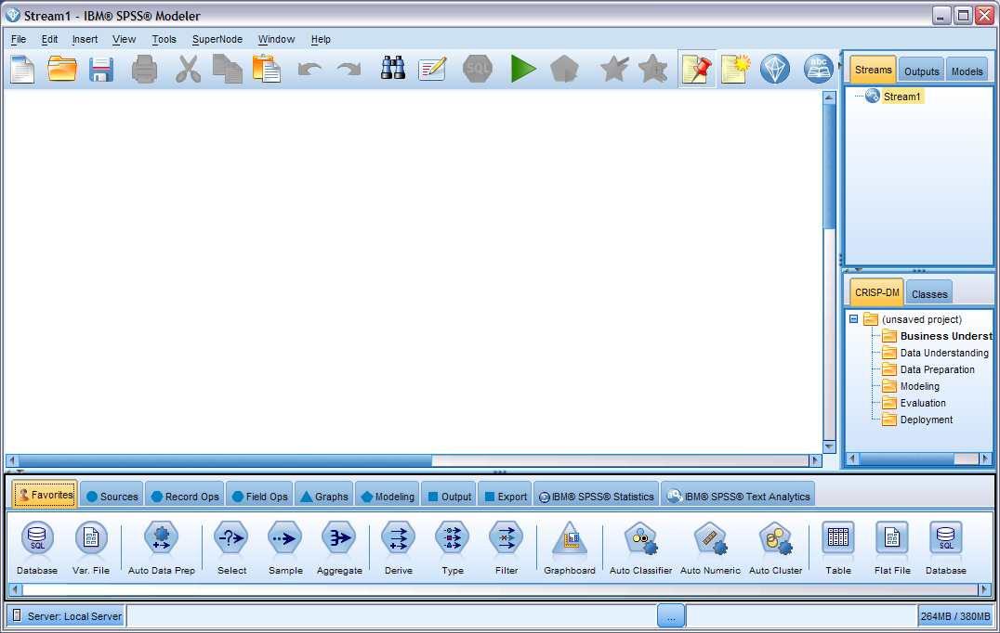 Stream1 - IBM® SPSS® Modeler
File Edit Insert View Tools SuperNode Window Help
SQL abc
Streams Outputs Models
Stream1
CRISP-DM Classes
(unsaved project)
Business Underst
Data Understanding
Data Preparation
Modeling
Evaluation
Deployment
Favorites Sources Record Ops Field Ops Graphs Modeling Output Export IBM® SPSS® Statistics IBM® SPSS® Text Analytics
SQL SQL
Database Var. File Auto Data Prep Select Sample Aggregate Derive Type Filter Graphboard Auto Classifier Auto Numeric Auto Cluster Table Flat File Database
Server: Local Server ... 264MB / 380MB